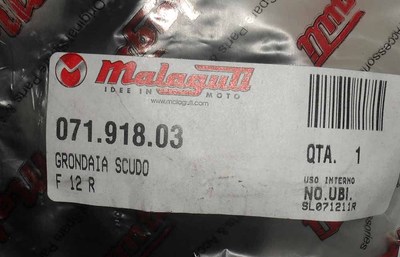 malaguti
IDEE IN MOTO
www.malaguti.com
071.918.03
GRONDAIA SCUDO
F 12 R
QTA. 1
USO INTERNO
NO.UBI.
SL071211R